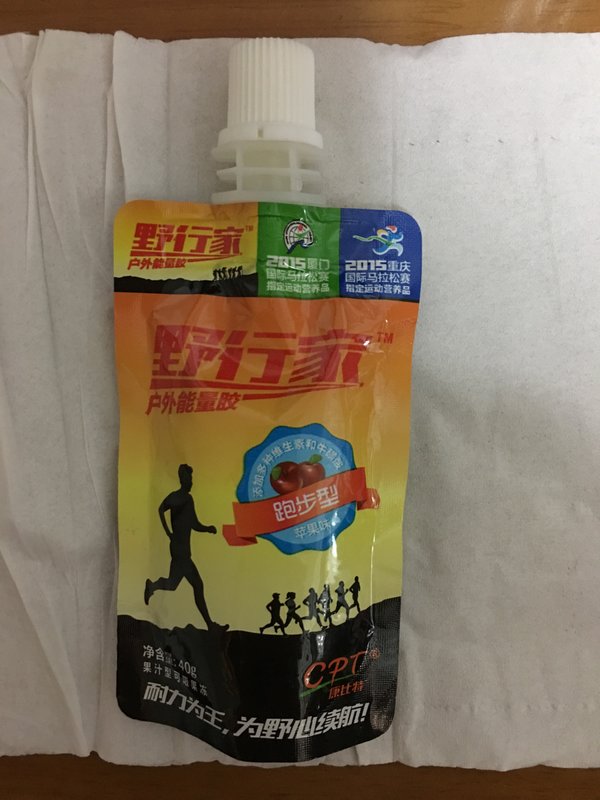 野行家™
户外能量胶
2015厦门
国际马拉松赛
指定运动营养品
2015重庆
国际马拉松赛
指定运动营养品
野行家™
户外能量胶
添加多种维生素和牛磺酸
跑步型
苹果味
净含量:40g
果汁型可吸果冻
CPT®
康比特
耐力为王,为野心续航!